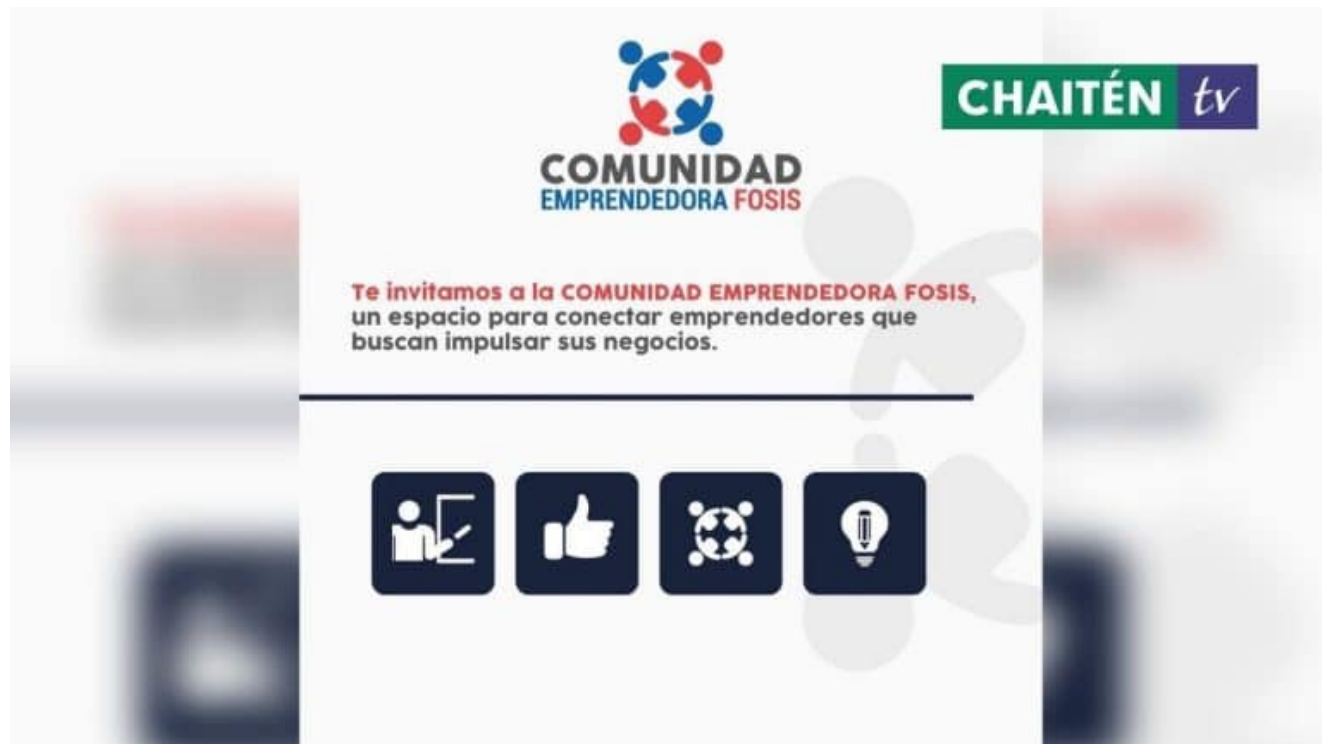 COMUNIDAD
EMPRENDEDORA FOSIS
CHAITÉN tv
Te invitamos a la COMUNIDAD EMPRENDEDORA FOSIS,
un espacio para conectar emprendedores que
buscan impulsar sus negocios.